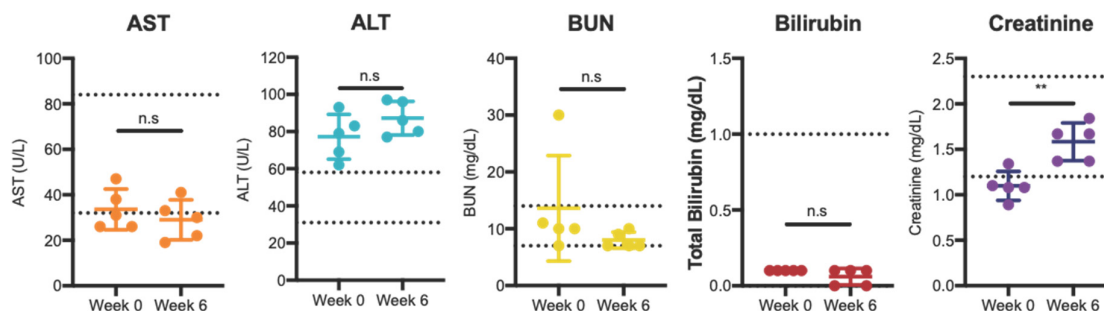 AST
AST (U/L)
100
80
60
40
20
0
n.s
Week 0 Week 6
ALT
ALT (U/L)
120
100
80
60
40
20
0
n.s
Week 0 Week 6
BUN
BUN (mg/dL)
40
30
20
10
0
n.s
Week 0 Week 6
Bilirubin
Total Bilirubin (mg/dL)
1.5
1.0
0.5
0.0
n.s
Week 0 Week 6
Creatinine
Creatinine (mg/dL)
2.5
2.0
1.5
1.0
0.5
0.0
**
Week 0 Week 6